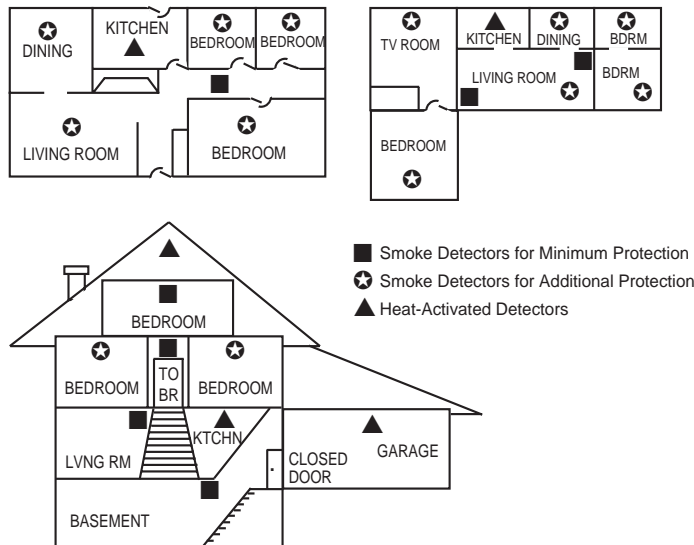 DINING
KITCHEN
BEDROOM
BEDROOM
LIVING ROOM
BEDROOM
TV ROOM
KITCHEN
DINING
BDRM
LIVING ROOM
BDRM
BEDROOM
Smoke Detectors for Minimum Protection
Smoke Detectors for Additional Protection
Heat-Activated Detectors
BEDROOM
BEDROOM
TO
BR
BEDROOM
LVNG RM
KTCHN
CLOSED
DOOR
GARAGE
BASEMENT